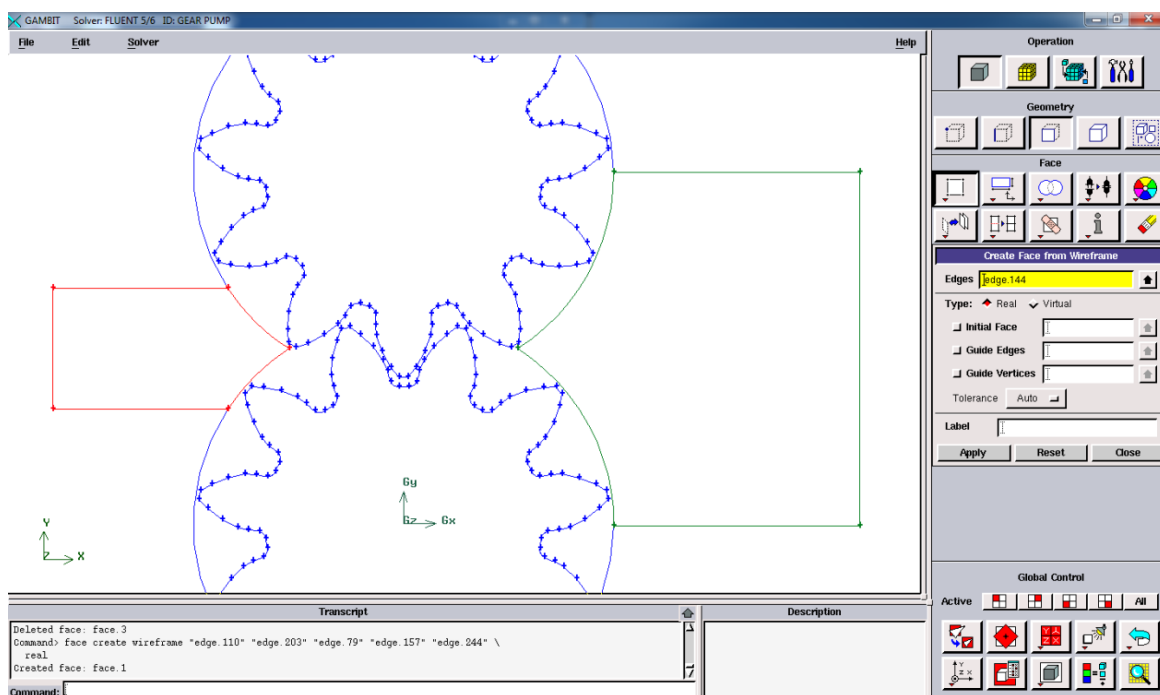 GAMBIT Solver: FLUENT 5/6 ID: GEAR PUMP
File Edit Solver Help
Operation
Geometry
Face
Create Face from Wireframe
Edges edge.144
Type: Real Virtual
Initial Face
Guide Edges
Guide Vertices
Tolerance Auto
Label
Apply Reset Close
Gy
Gz Gx
Y
Z X
Global Control
Active All
Transcript
Description
Deleted face: face.3
Command> face create wireframe "edge.110" "edge.203" "edge.79" "edge.157" "edge.244" \
real
Created face: face.1
Command: